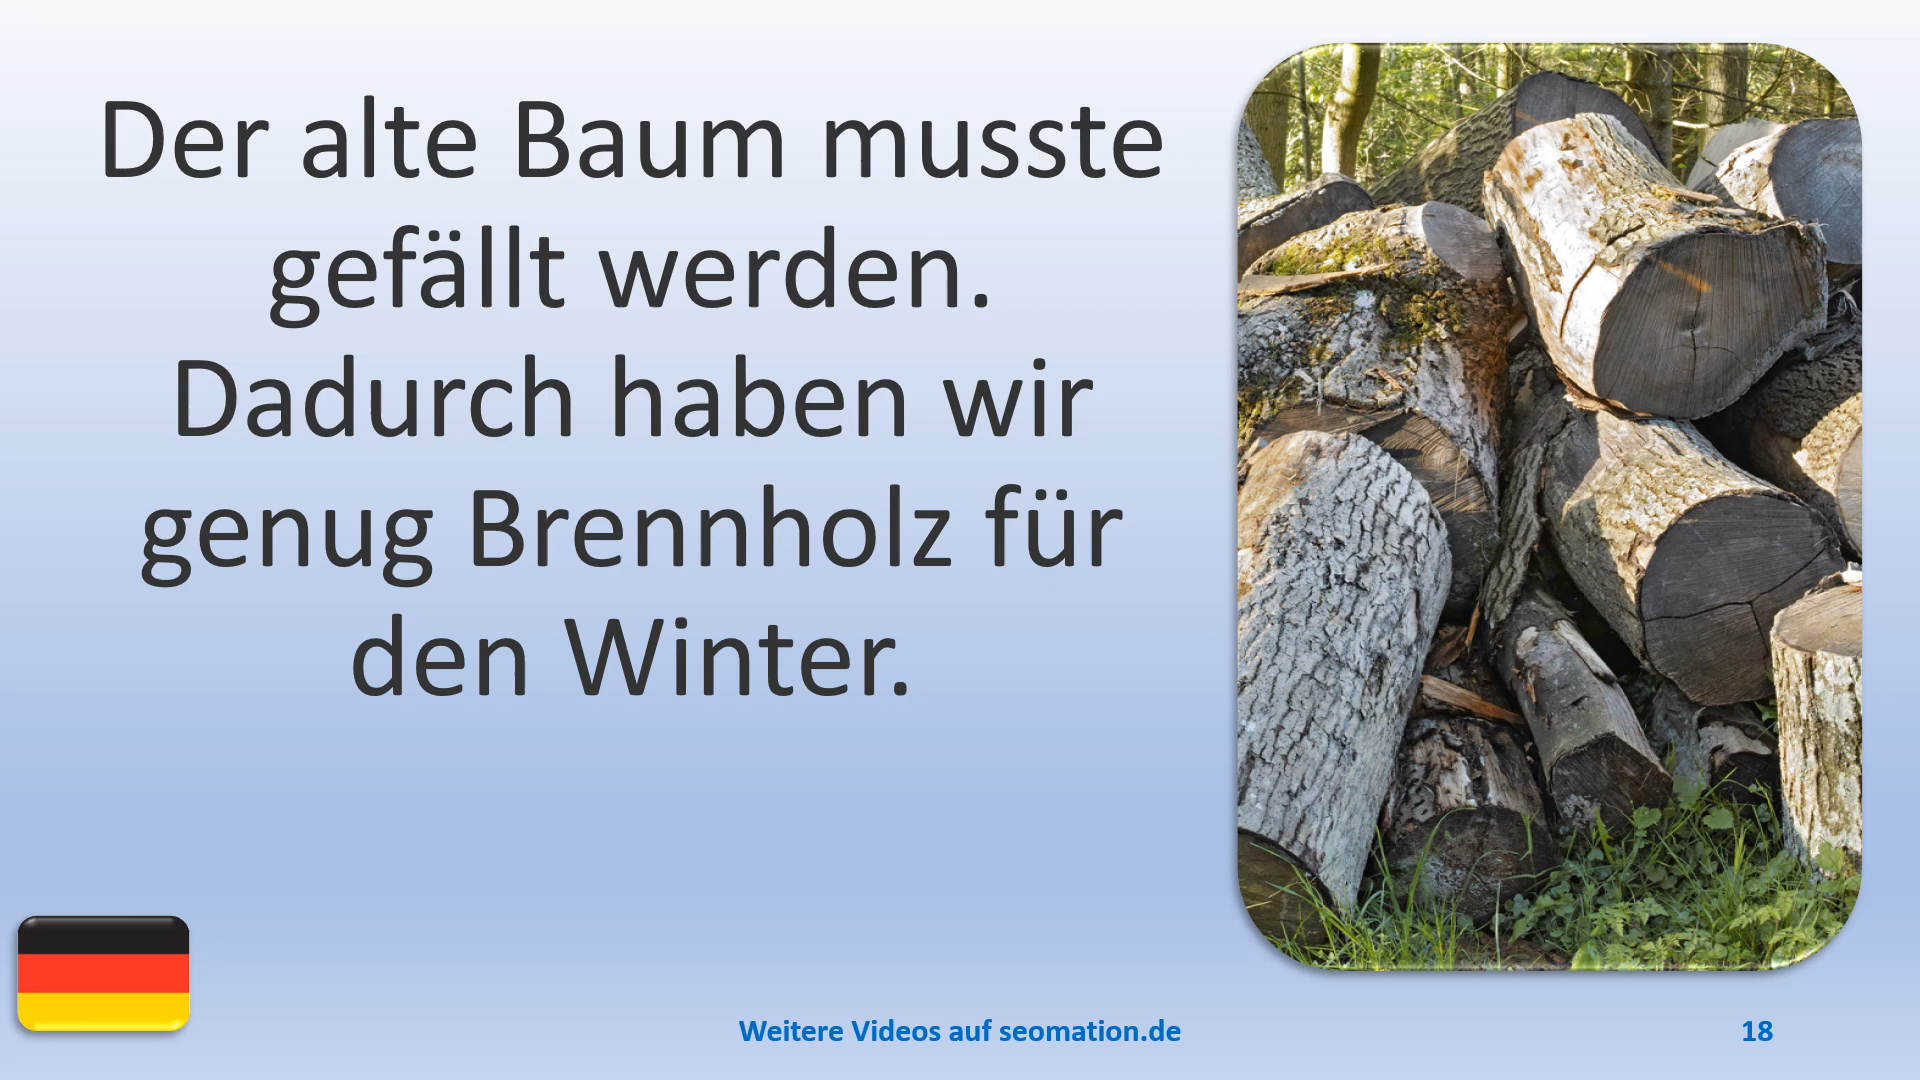 Der alte Baum musste
gefällt werden.
Dadurch haben wir
genug Brennholz für
den Winter.
Weitere Videos auf seomation.de
18